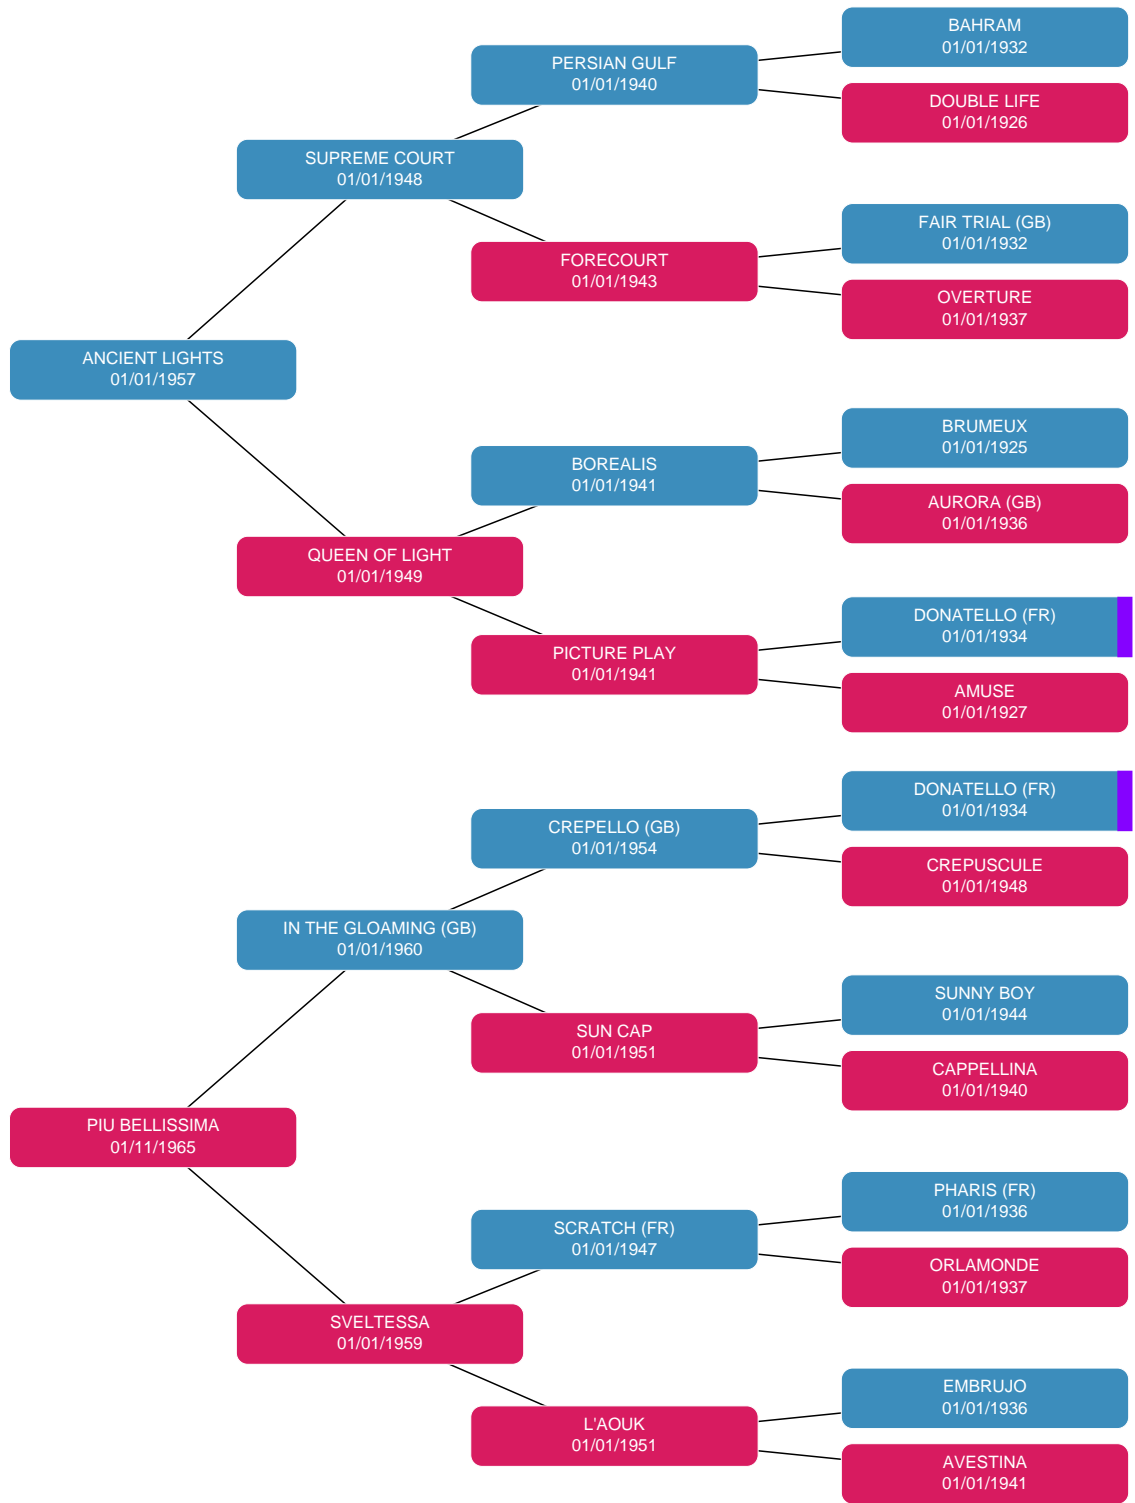 BAHRAM
01/01/1932
PERSIAN GULF
01/01/1940
DOUBLE LIFE
01/01/1926
SUPREME COURT
01/01/1948
FAIR TRIAL (GB)
01/01/1932
FORECOURT
01/01/1943
OVERTURE
01/01/1937
ANCIENT LIGHTS
01/01/1957
BRUMEUX
01/01/1925
BOREALIS
01/01/1941
AURORA (GB)
01/01/1936
QUEEN OF LIGHT
01/01/1949
DONATELLO (FR)
01/01/1934
PICTURE PLAY
01/01/1941
AMUSE
01/01/1927
DONATELLO (FR)
01/01/1934
CREPELLO (GB)
01/01/1954
CREPUSCULE
01/01/1948
IN THE GLOAMING (GB)
01/01/1960
SUNNY BOY
01/01/1944
SUN CAP
01/01/1951
CAPPELLINA
01/01/1940
PIU BELLISSIMA
01/11/1965
PHARIS (FR)
01/01/1936
SCRATCH (FR)
01/01/1947
ORLAMONDE
01/01/1937
SVELTESSA
01/01/1959
EMBRUJO
01/01/1936
L'AOUK
01/01/1951
AVESTINA
01/01/1941